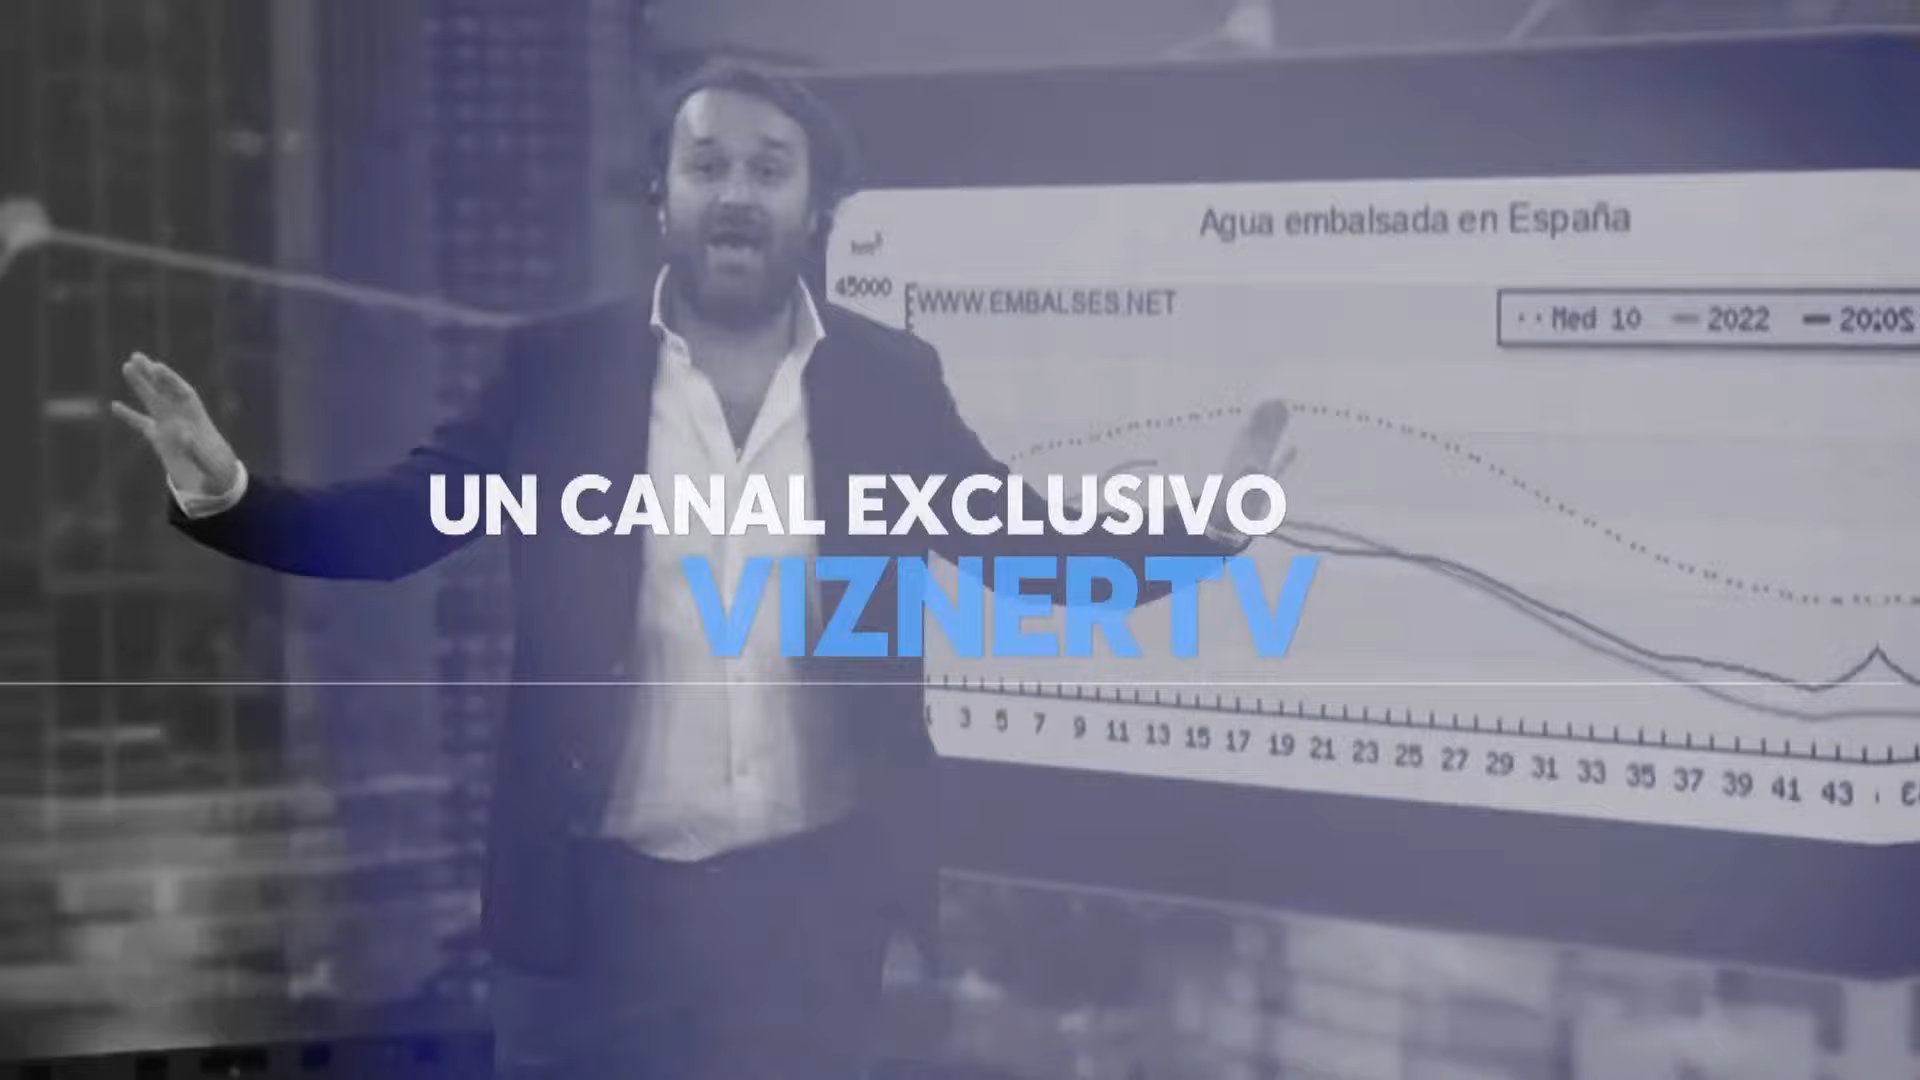 Agua embalsada en España
hm³
45000
WWW.EMBALSES.NET
Med 10 2022
UN CANAL EXCLUSIVO
VIZNERTV
3 5 7 9 11 13 15 17 19 21 23 25 27 29 31 33 35 37 39 41 43